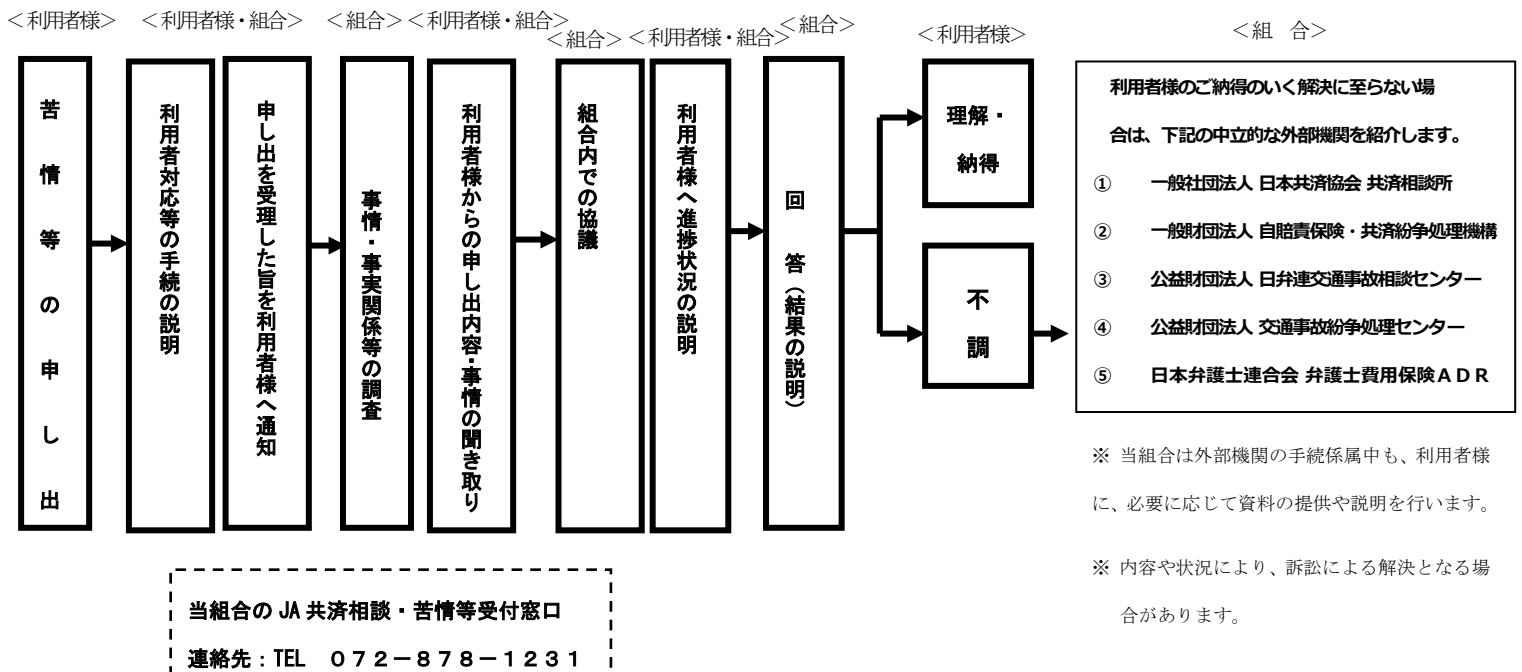 ＜利用者様＞
＜利用者様・組合＞
＜組合＞
＜利用者様・組合＞
＜組合＞
＜利用者様・組合＞
＜組合＞
＜利用者様＞
＜組　合＞
苦情等の申し出
利用者対応等の手続の説明
申し出を受理した旨を利用者様へ通知
事情・事実関係等の調査
利用者様からの申し出内容・事情の聞き取り
組合内での協議
利用者様へ進捗状況の説明
回　答（結果の説明）
理解・
納得
不
調
利用者様のご納得のいく解決に至らない場
合は、下記の中立的な外部機関を紹介します。
①　一般社団法人 日本共済協会 共済相談所
②　一般財団法人 自賠責保険・共済紛争処理機構
③　公益財団法人 日弁連交通事故相談センター
④　公益財団法人 交通事故紛争処理センター
⑤　日本弁護士連合会 弁護士費用保険ＡＤＲ
※ 当組合は外部機関の手続係属中も、利用者様
に、必要に応じて資料の提供や説明を行います。
※ 内容や状況により、訴訟による解決となる場
合があります。
当組合の JA 共済相談・苦情等受付窓口
連絡先：TEL　０７２－８７８－１２３１